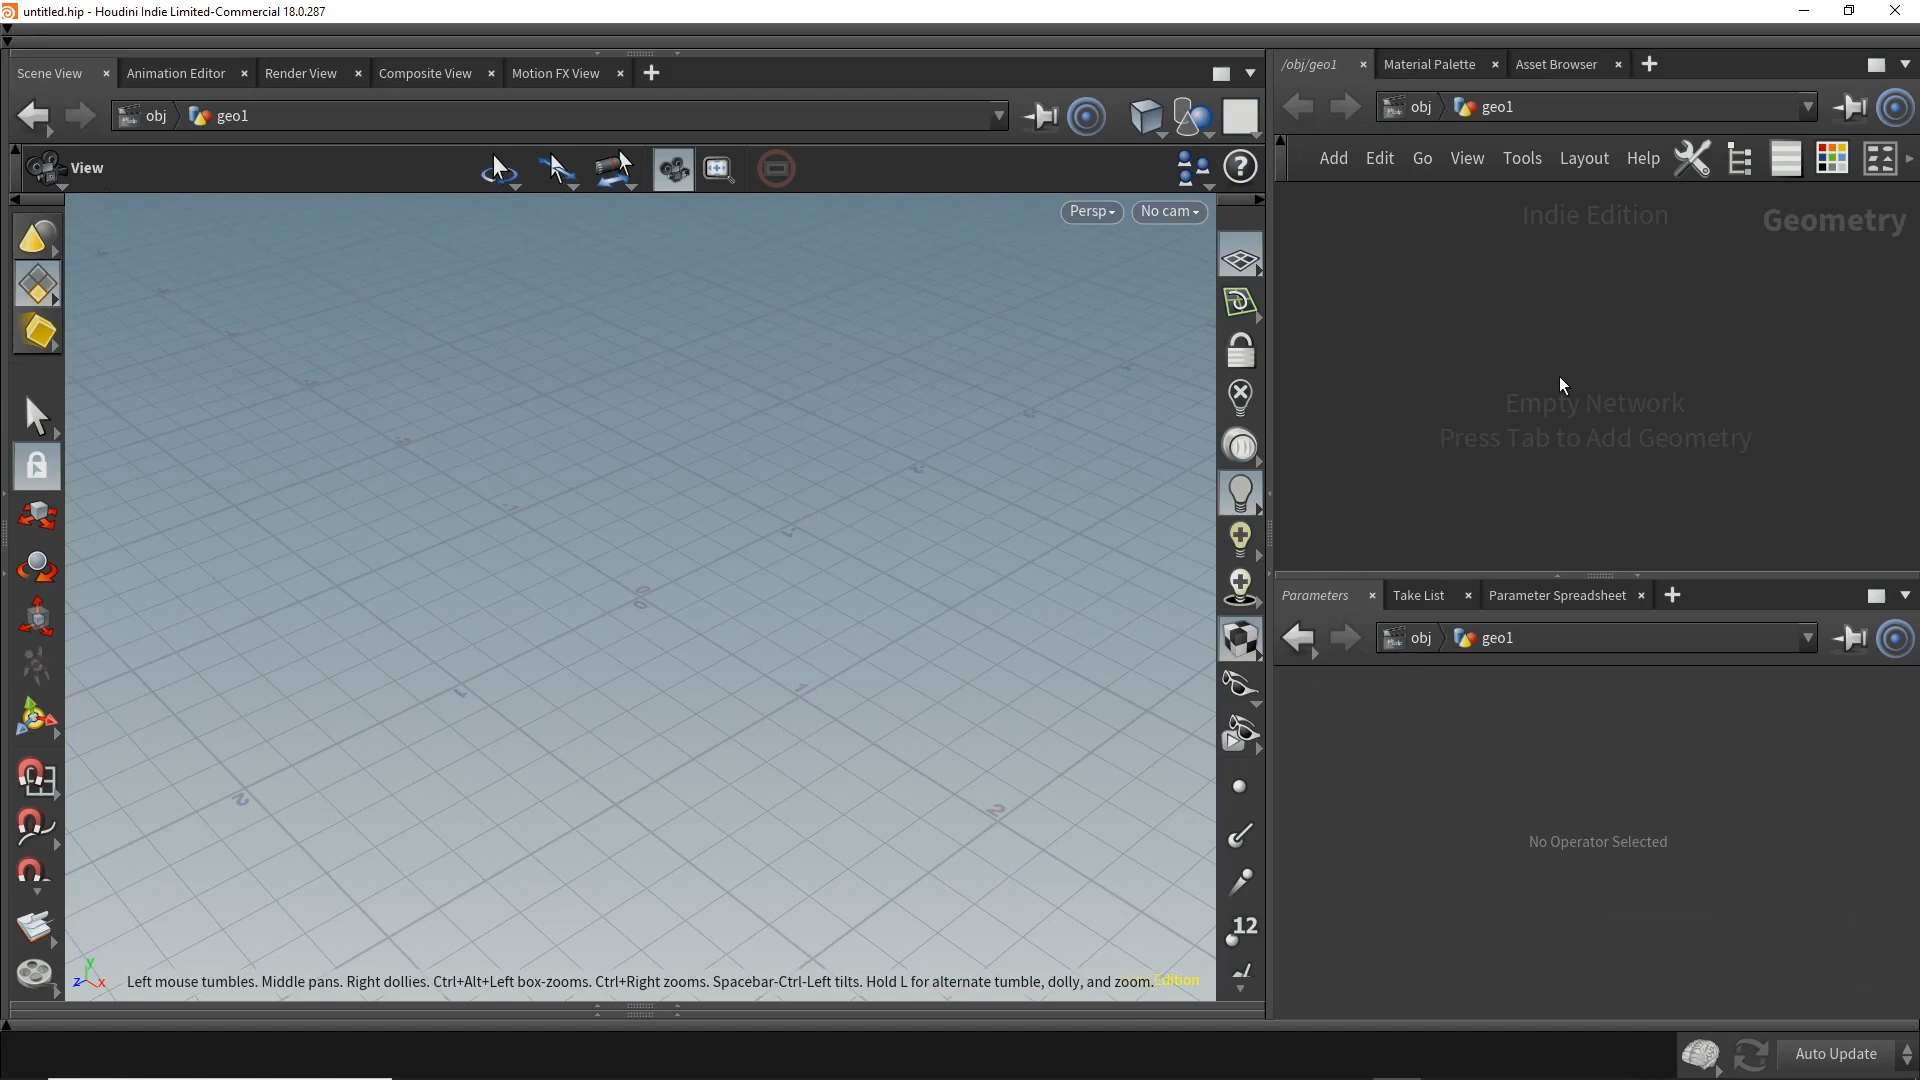 untitled.hip - Houdini Indie Limited-Commercial 18.0.287
Scene View
Animation Editor
Render View
Composite View
Motion FX View
/obj/geo1
Material Palette
Asset Browser
obj
geo1
obj
geo1
View
Add
Edit
Go
View
Tools
Layout
Help
Persp
No cam
Indie Edition
Geometry
Empty Network
Press Tab to Add Geometry
Parameters
Take List
Parameter Spreadsheet
obj
geo1
No Operator Selected
12
z
y
x
Left mouse tumbles. Middle pans. Right dollies. Ctrl+Alt+Left box-zooms. Ctrl+Right zooms. Spacebar-Ctrl-Left tilts. Hold L for alternate tumble, dolly, and zoom.
Edition
Auto Update